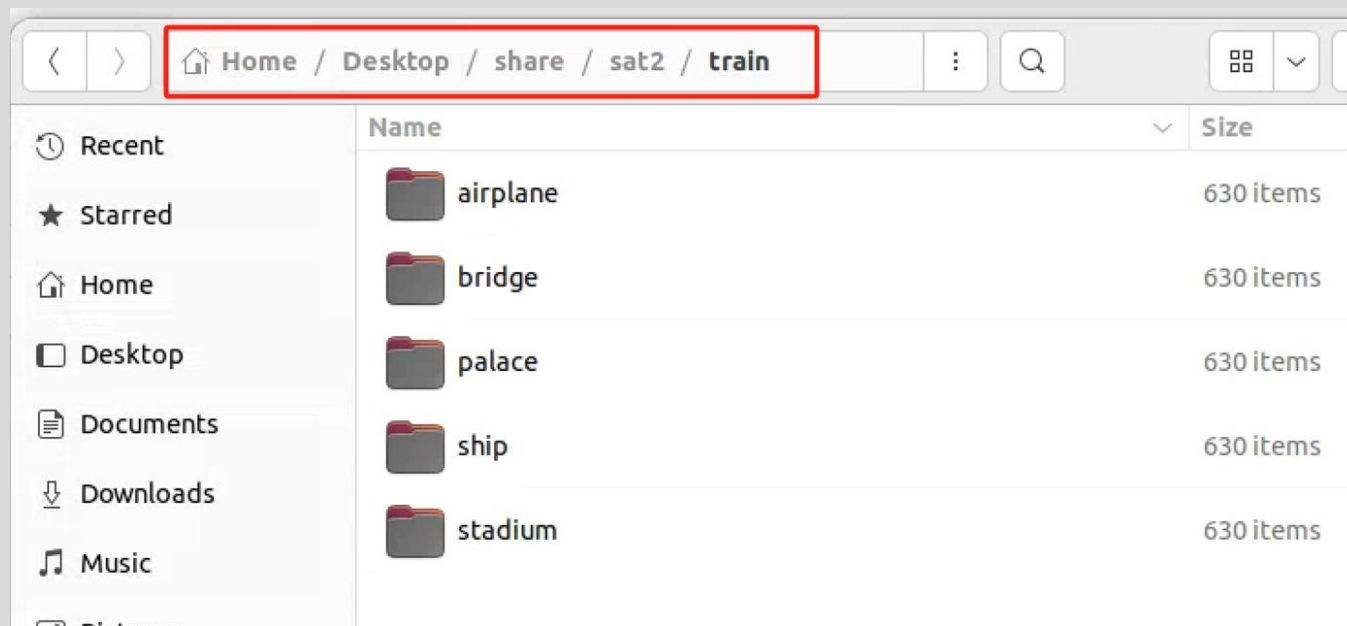 Home / Desktop / share / sat2 / train
Name Size
Recent
airplane 630 items
Starred
bridge 630 items
Home
palace 630 items
Desktop
Documents
ship 630 items
Downloads
stadium 630 items
Music